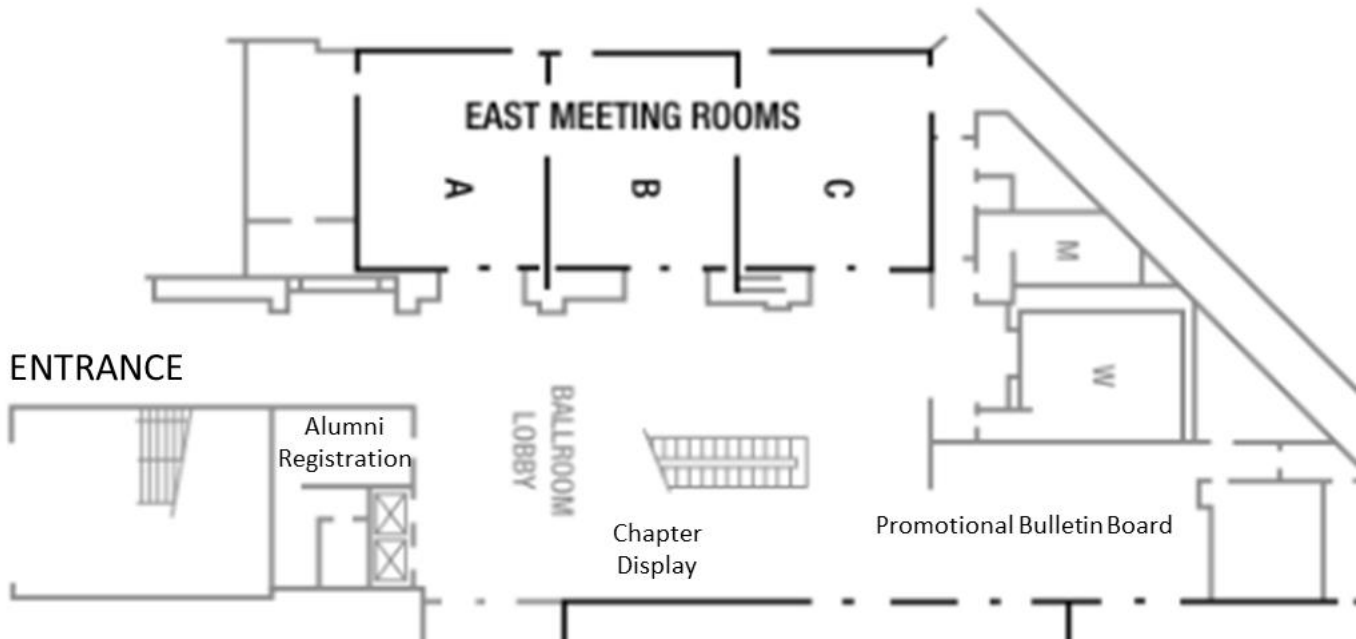 EAST MEETING ROOMS
A
B
C
M
W
ENTRANCE
Alumni
Registration
BALLROOM
LOBBY
Chapter
Display
Promotional Bulletin Board